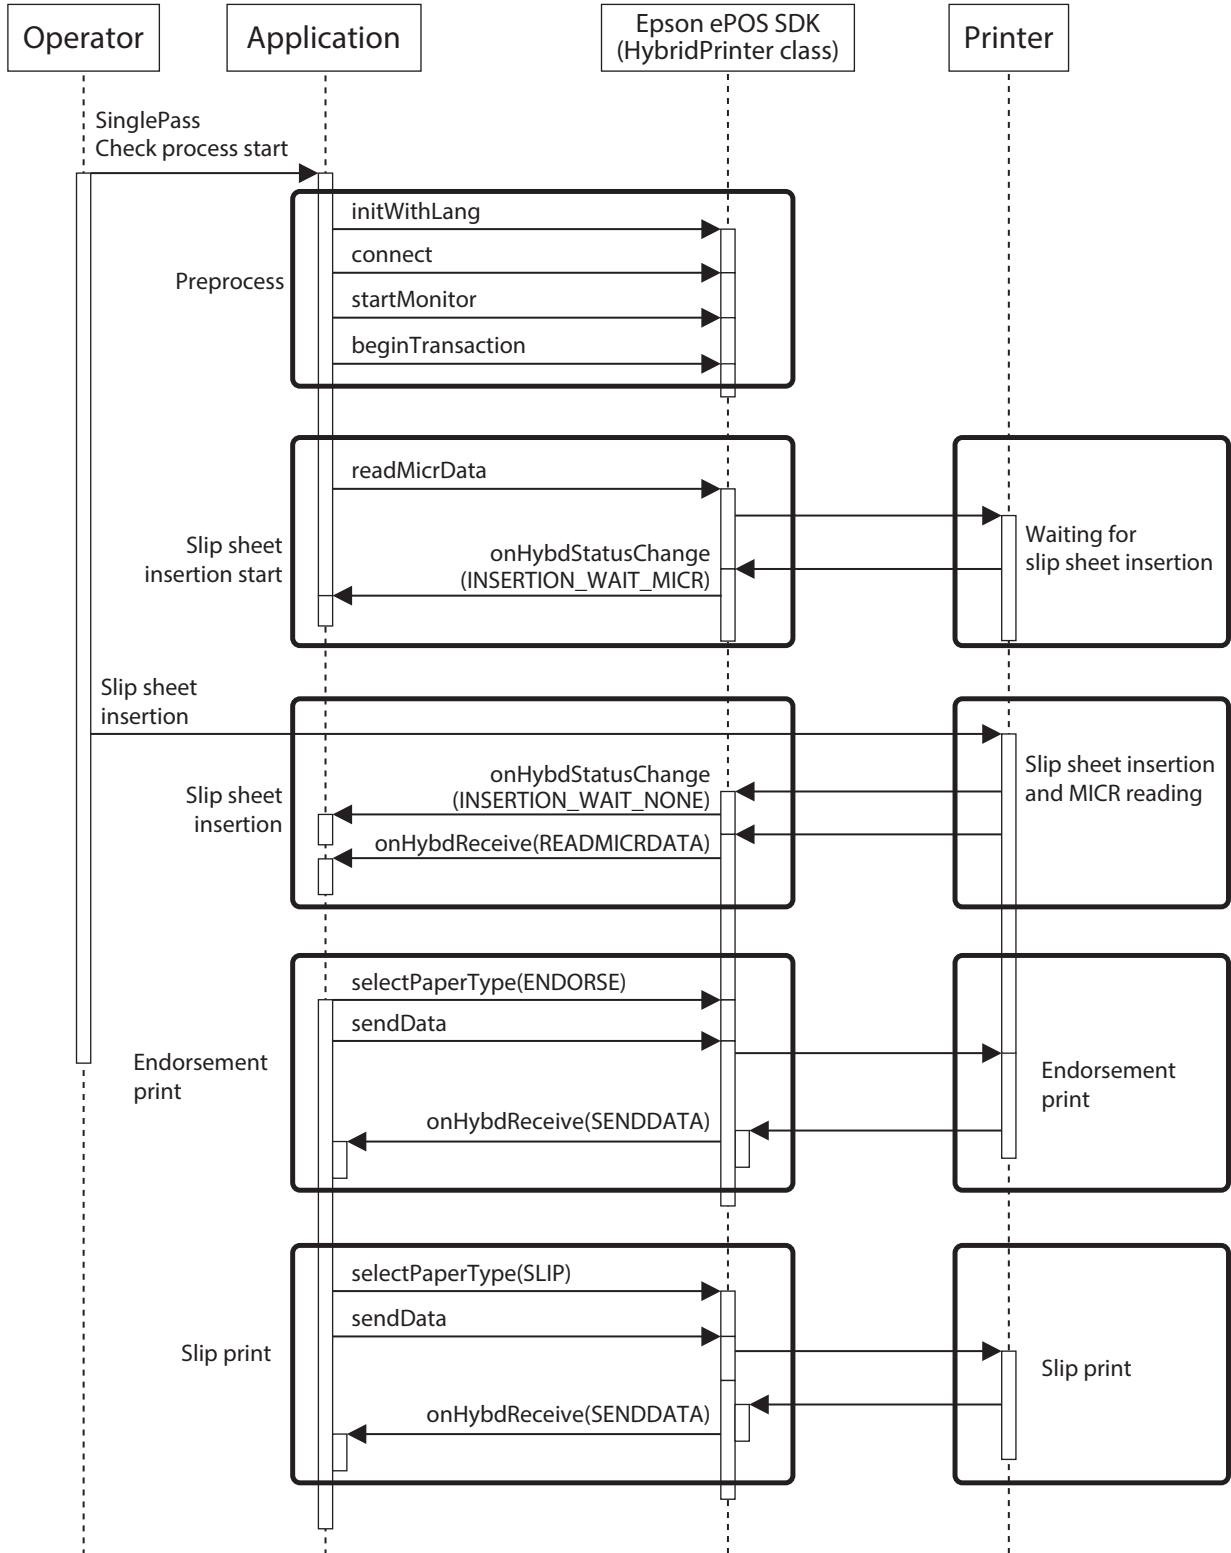 Operator
Application
Epson ePOS SDK
(HybridPrinter class)
Printer
SinglePass
Check process start
Preprocess
initWithLang
connect
startMonitor
beginTransaction
Slip sheet
insertion start
readMicrData
onHybdStatusChange
(INSERTION_WAIT_MICR)
Waiting for
slip sheet insertion
Slip sheet
insertion
Slip sheet
insertion
onHybdStatusChange
(INSERTION_WAIT_NONE)
onHybdReceive(READMICRDATA)
Slip sheet insertion
and MICR reading
Endorsement
print
selectPaperType(ENDORSE)
sendData
onHybdReceive(SENDDATA)
Endorsement
print
Slip print
selectPaperType(SLIP)
sendData
onHybdReceive(SENDDATA)
Slip print